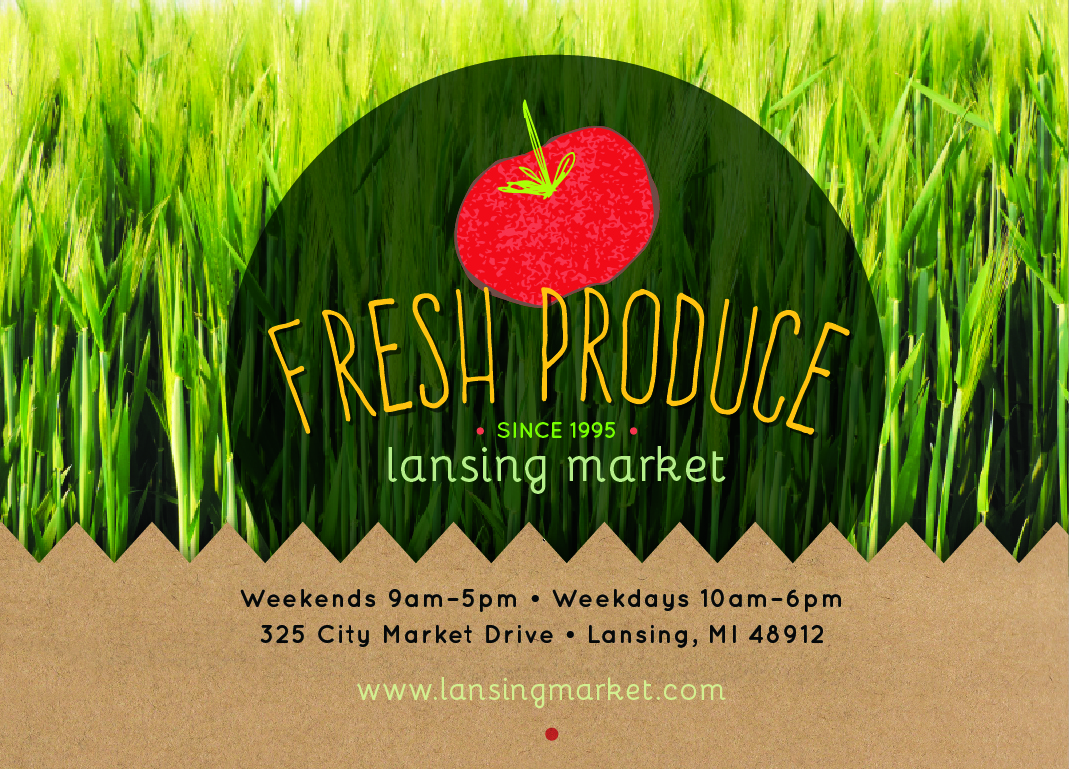 FRESH PRODUCE
• SINCE 1995 •
lansing market
Weekends 9am-5pm • Weekdays 10am-6pm
325 City Market Drive • Lansing, MI 48912
www.lansingmarket.com